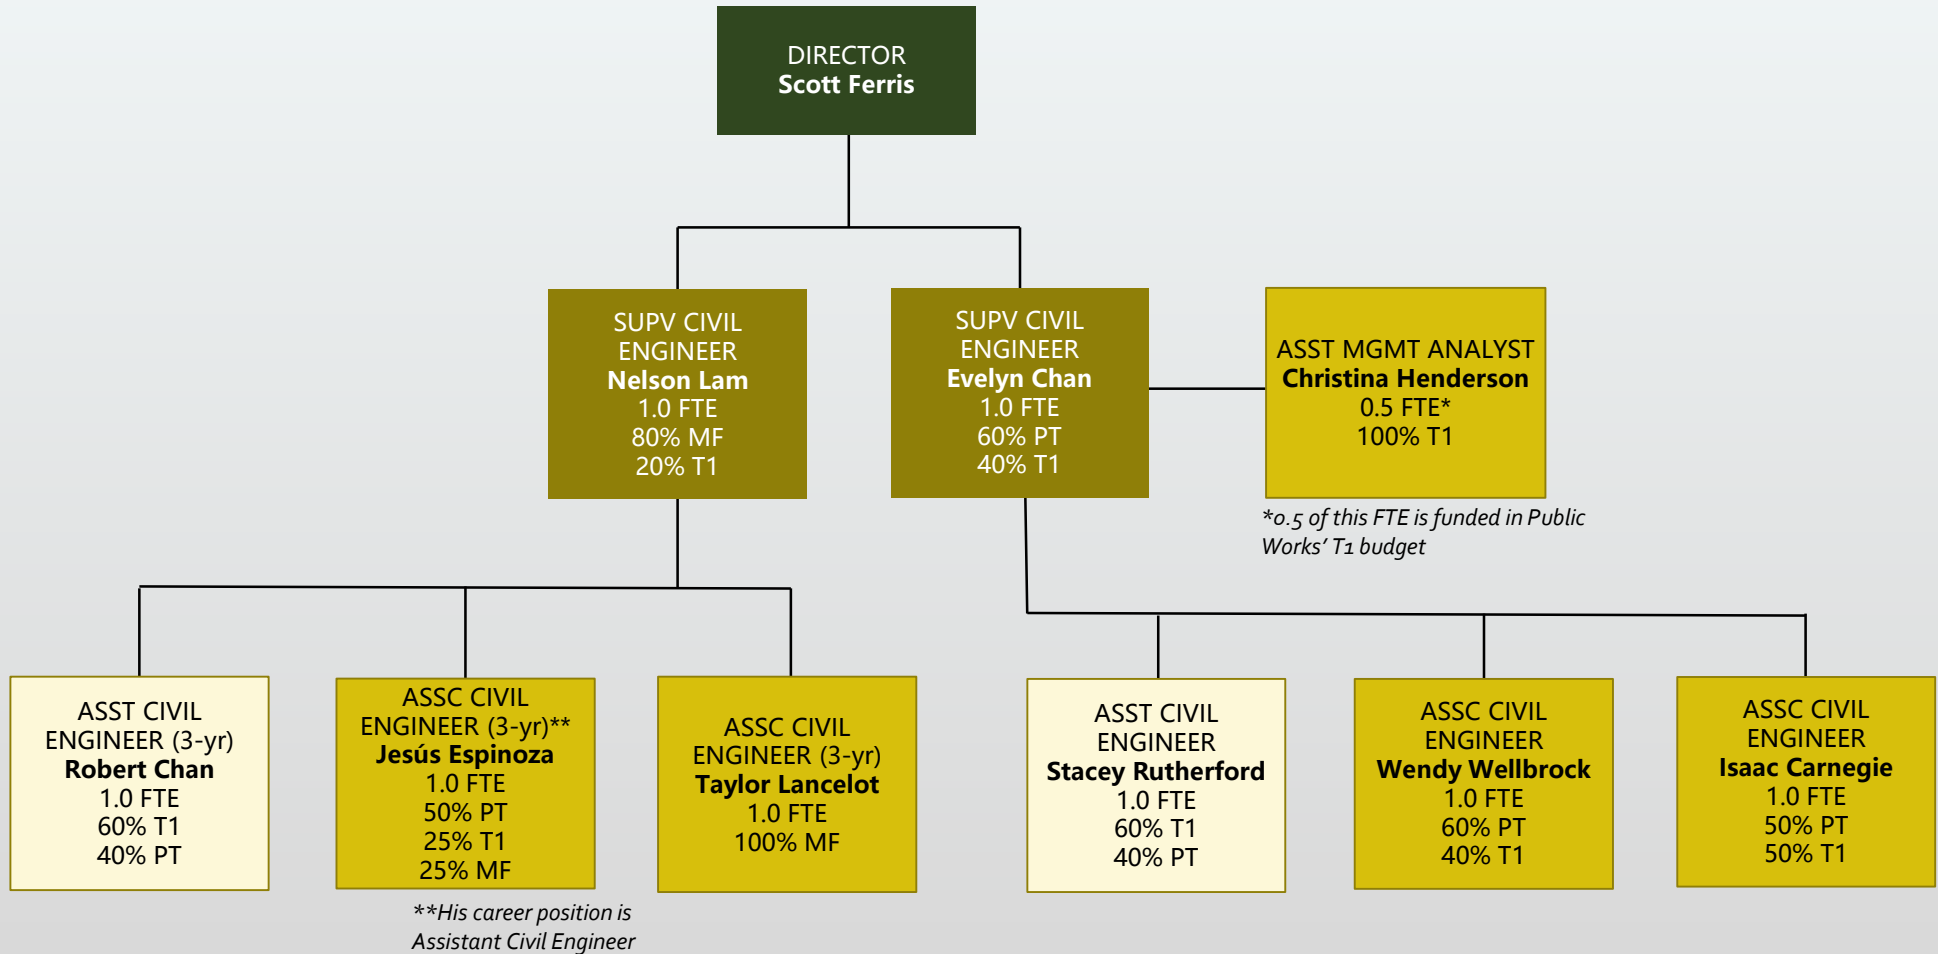 DIRECTOR
Scott Ferris
SUPV CIVIL
ENGINEER
Nelson Lam
1.0 FTE
80% MF
20% T1
SUPV CIVIL
ENGINEER
Evelyn Chan
1.0 FTE
60% PT
40% T1
ASST MGMT ANALYST
Christina Henderson
0.5 FTE*
100% T1
*0.5 of this FTE is funded in Public
Works' T1 budget
ASST CIVIL
ENGINEER (3-yr)
Robert Chan
1.0 FTE
60% T1
40% PT
ASSC CIVIL
ENGINEER (3-yr)**
Jesús Espinoza
1.0 FTE
50% PT
25% T1
25% MF
**His career position is
Assistant Civil Engineer
ASSC CIVIL
ENGINEER (3-yr)
Taylor Lancelot
1.0 FTE
100% MF
ASST CIVIL
ENGINEER
Stacey Rutherford
1.0 FTE
60% T1
40% PT
ASSC CIVIL
ENGINEER
Wendy Wellbrock
1.0 FTE
60% PT
40% T1
ASSC CIVIL
ENGINEER
Isaac Carnegie
1.0 FTE
50% PT
50% T1